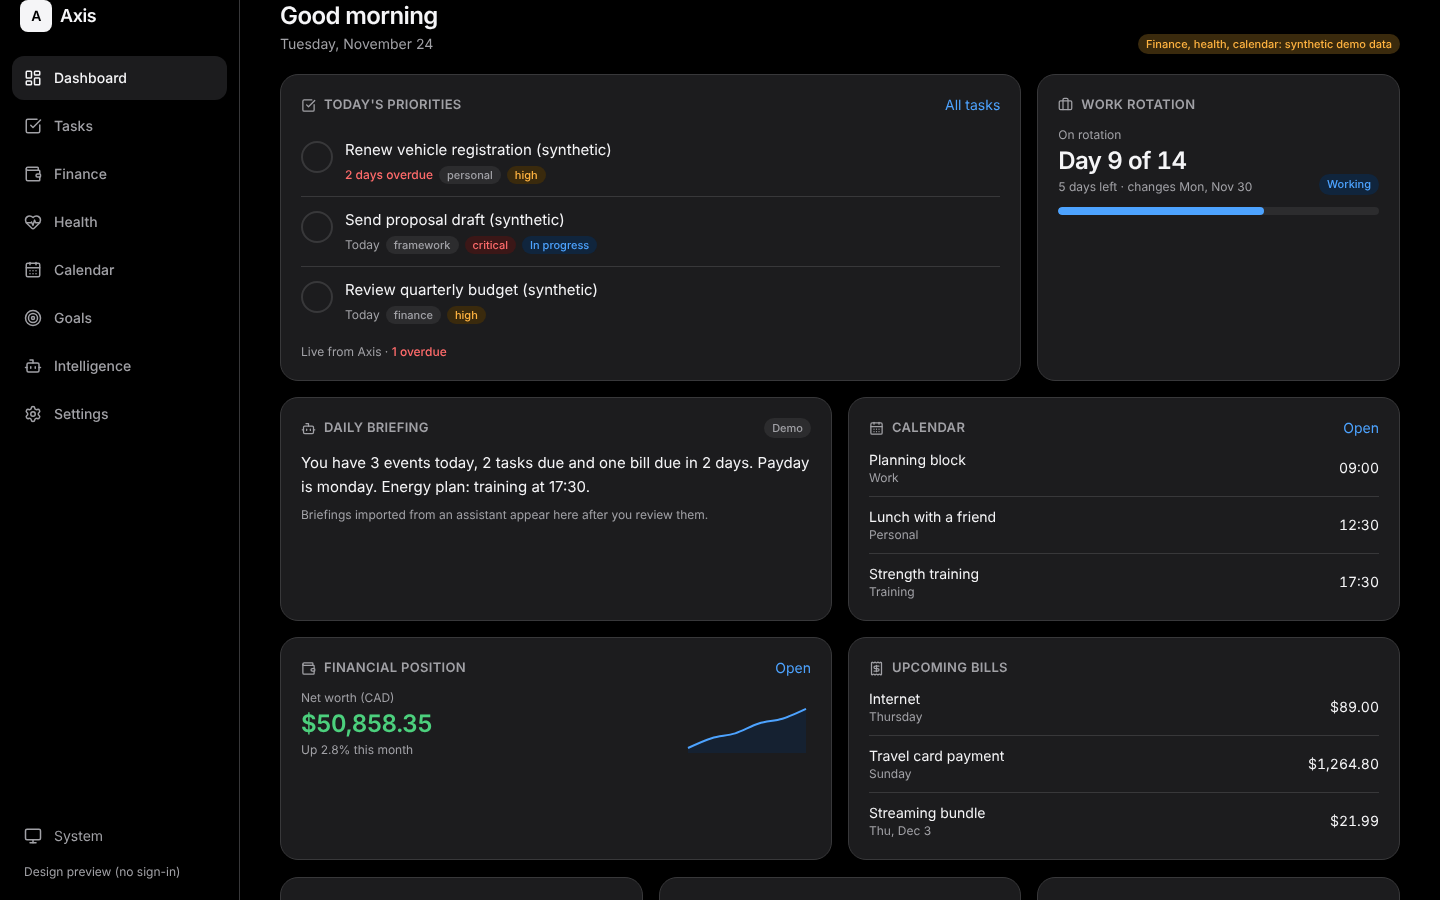 A
Axis
Dashboard
Tasks
Finance
Health
Calendar
Goals
Intelligence
Settings
System
Design preview (no sign-in)
Good morning
Tuesday, November 24
Finance, health, calendar: synthetic demo data
TODAY'S PRIORITIES
All tasks
Renew vehicle registration (synthetic)
2 days overdue personal high
Send proposal draft (synthetic)
Today framework critical In progress
Review quarterly budget (synthetic)
Today finance high
Live from Axis · 1 overdue
WORK ROTATION
On rotation
Day 9 of 14
5 days left · changes Mon, Nov 30
Working
DAILY BRIEFING
Demo
You have 3 events today, 2 tasks due and one bill due in 2 days. Payday
is monday. Energy plan: training at 17:30.
Briefings imported from an assistant appear here after you review them.
CALENDAR
Open
Planning block
Work
09:00
Lunch with a friend
Personal
12:30
Strength training
Training
17:30
FINANCIAL POSITION
Open
Net worth (CAD)
$50,858.35
Up 2.8% this month
UPCOMING BILLS
Internet
Thursday
$89.00
Travel card payment
Sunday
$1,264.80
Streaming bundle
Thu, Dec 3
$21.99